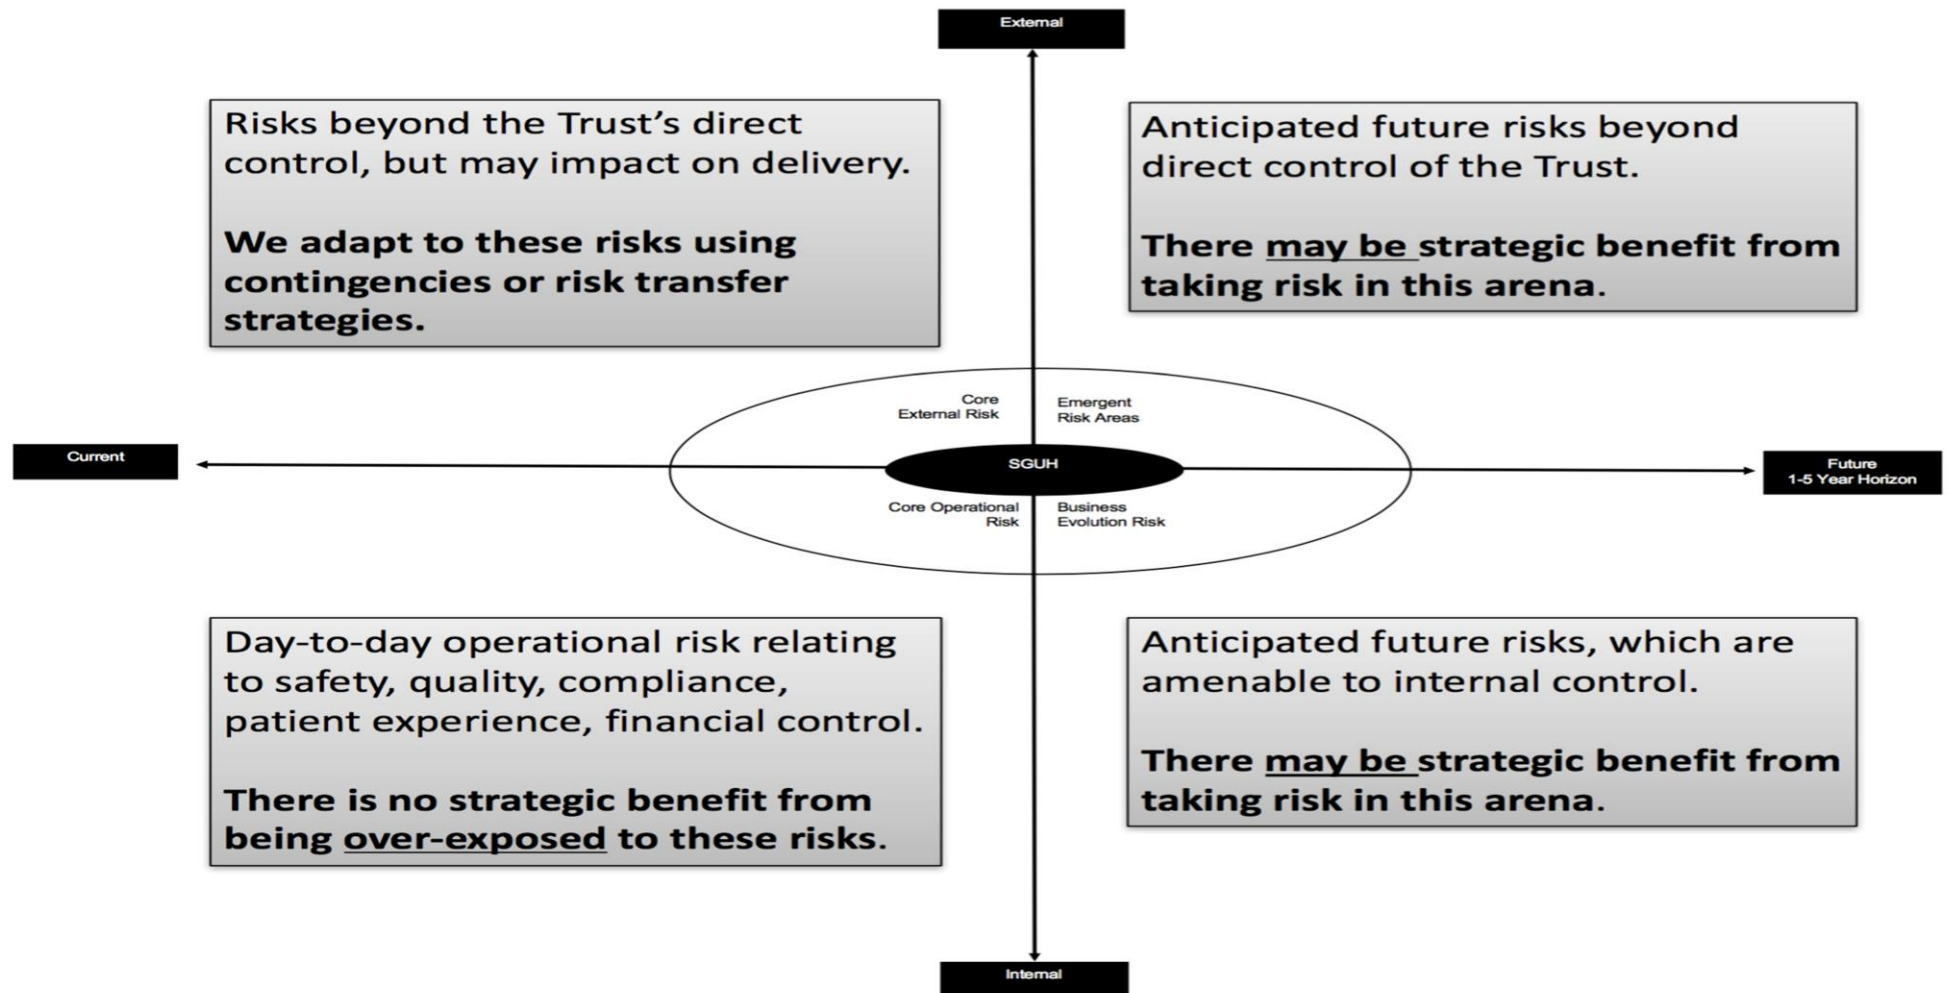 External
Risks beyond the Trust’s direct
control, but may impact on delivery.
We adapt to these risks using
contingencies or risk transfer
strategies.
Anticipated future risks beyond
direct control of the Trust.
There may be strategic benefit from
taking risk in this arena.
Core
External Risk
Emergent
Risk Areas
Current
SGUH
Future
1-5 Year Horizon
Core Operational
Risk
Business
Evolution Risk
Day-to-day operational risk relating
to safety, quality, compliance,
patient experience, financial control.
There is no strategic benefit from
being over-exposed to these risks.
Anticipated future risks, which are
amenable to internal control.
There may be strategic benefit from
taking risk in this arena.
Internal